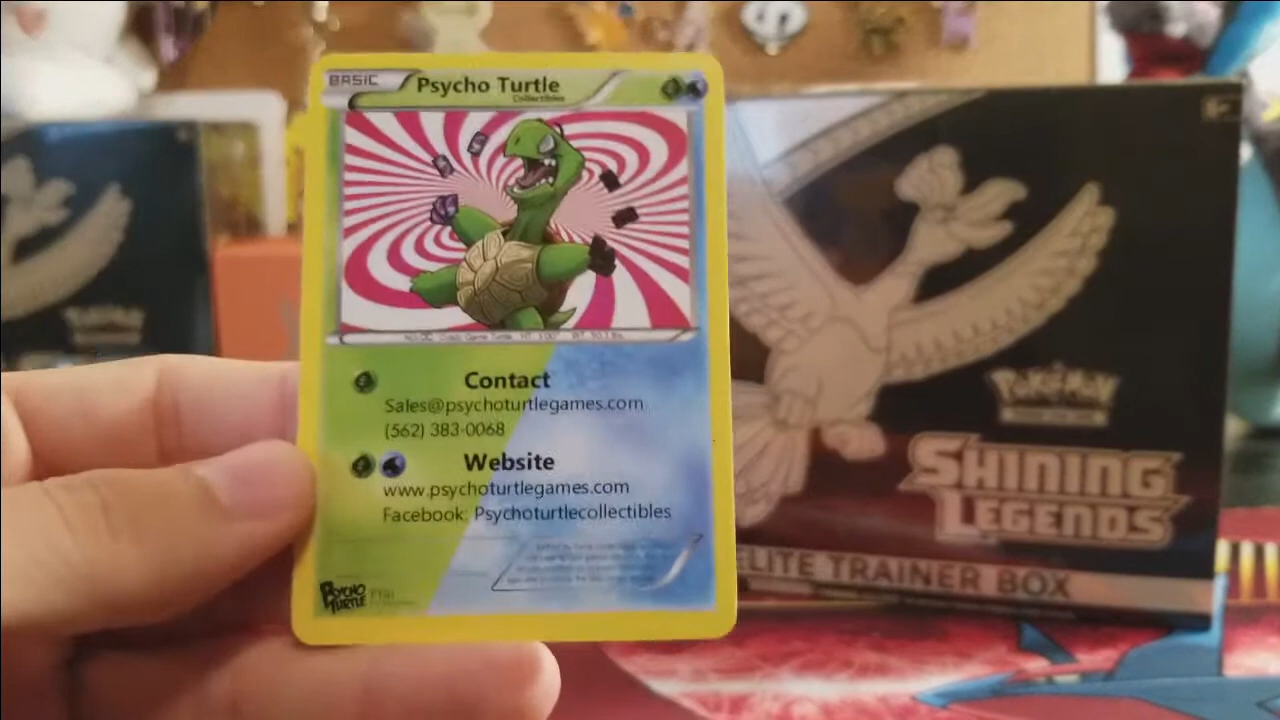 BASIC
Psycho Turtle
Collectibles
Contact
Sales@psychoturtlegames.com
(562) 383-0068
Website
www.psychoturtlegames.com
Facebook: Psychoturtlecollectibles
PSYCHO
TURTLE
POKéMON
SHINING
LEGENDS
ELITE TRAINER BOX